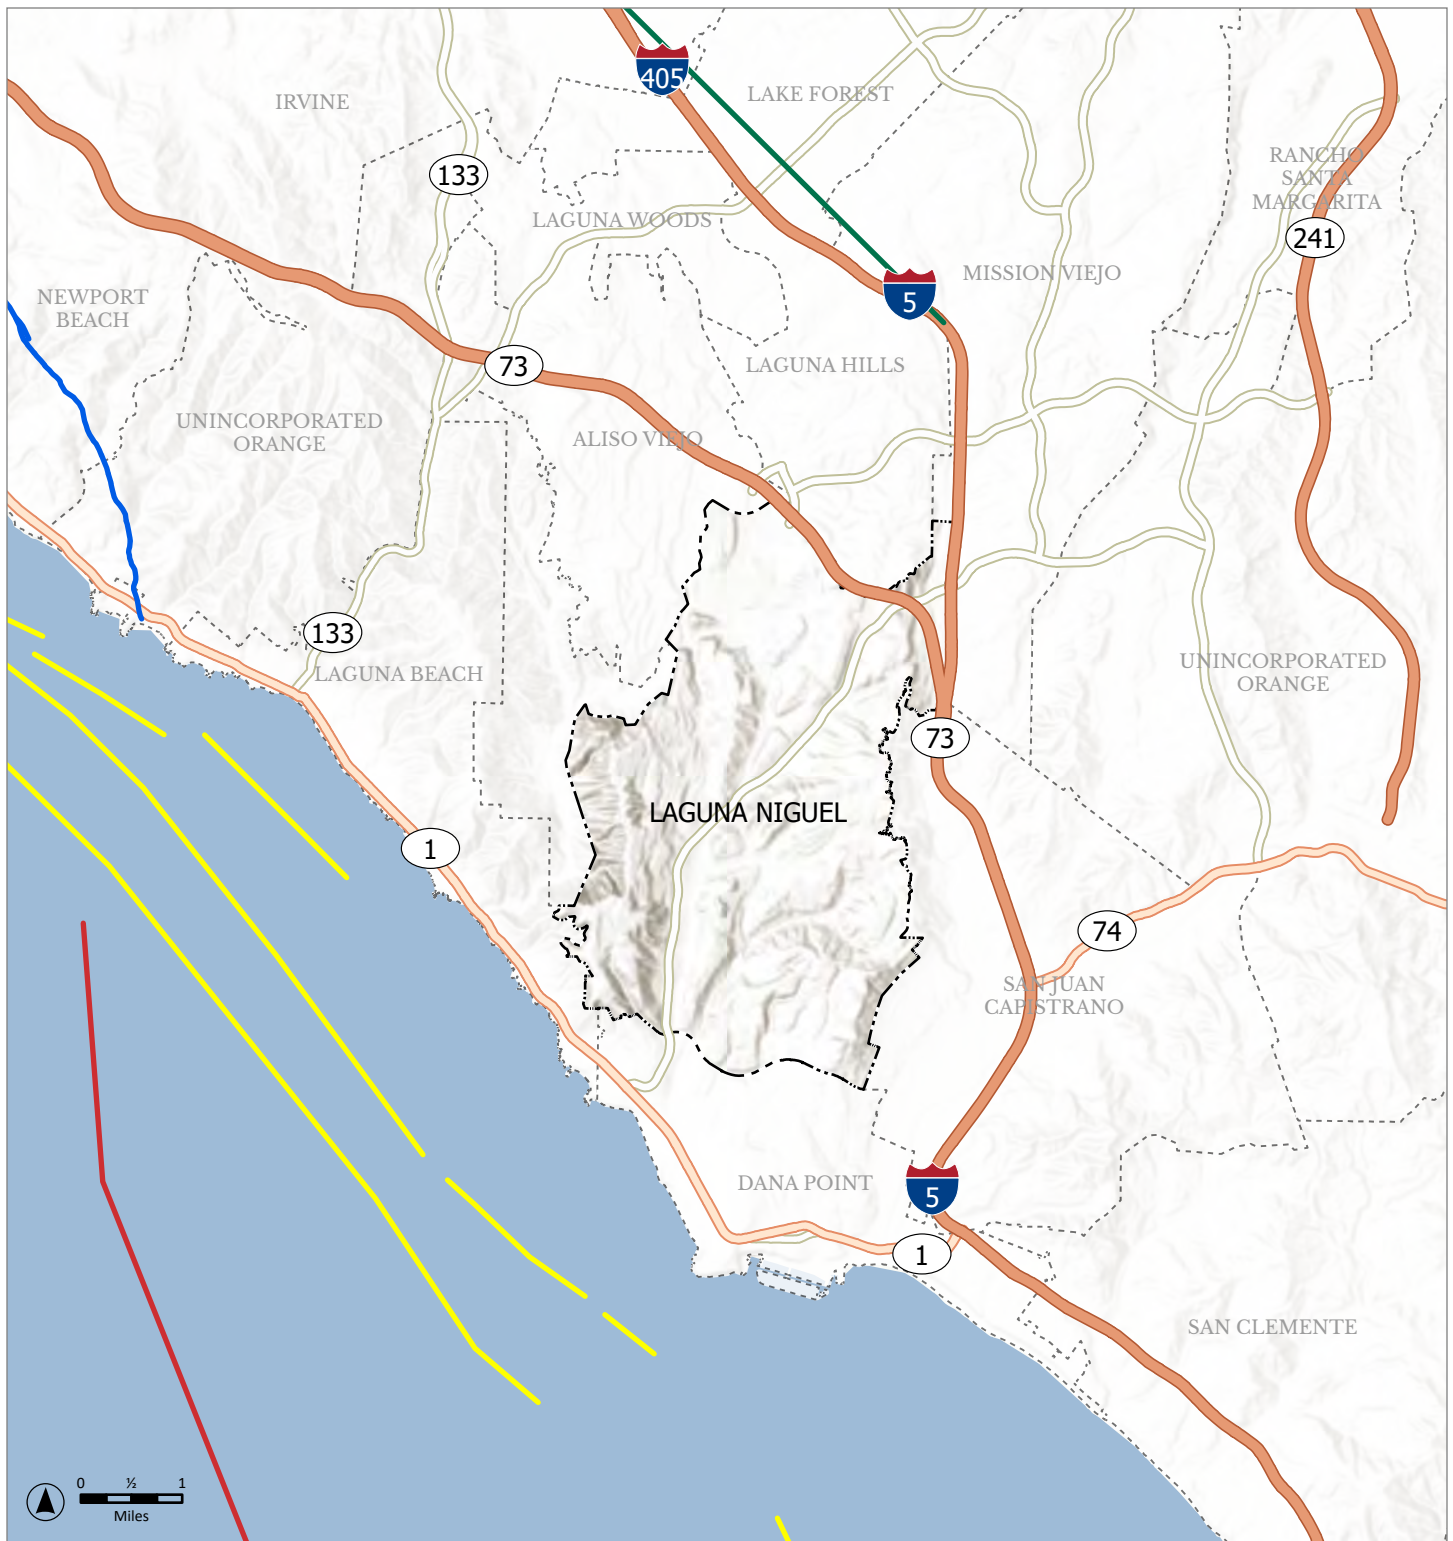 405
LAKE FOREST
IRVINE
133
RANCHO
SANTA
MARGARITA
LAGUNA WOODS
241
MISSION VIEJO
NEWPORT
BEACH
5
73
LAGUNA HILLS
UNINCORPORATED
ORANGE
ALISO VIEJO
133
LAGUNA BEACH
UNINCORPORATED
ORANGE
73
LAGUNA NIGUEL
1
74
SAN JUAN
CAPISTRANO
DANA POINT
5
1
SAN CLEMENTE
0 ½ 1
Miles